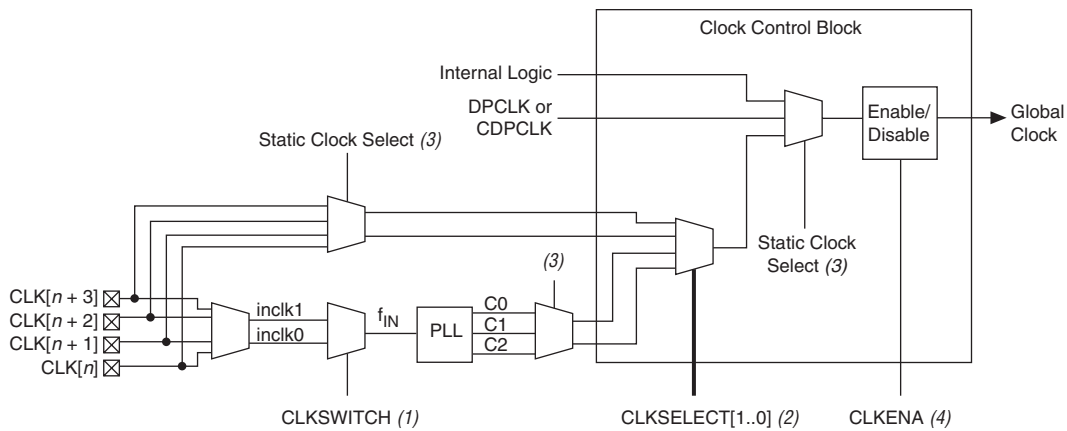 Clock Control Block
Internal Logic
DPCLK or
CDPCLK
Enable/
Disable
Global
Clock
Static Clock Select (3)
Static Clock
Select (3)
(3)
CLK[n + 3]
CLK[n + 2]
CLK[n + 1]
CLK[n]
inclk1
inclk0
fIN
PLL
C0
C1
C2
CLKSWITCH (1)
CLKSELECT[1..0] (2)
CLKENA (4)